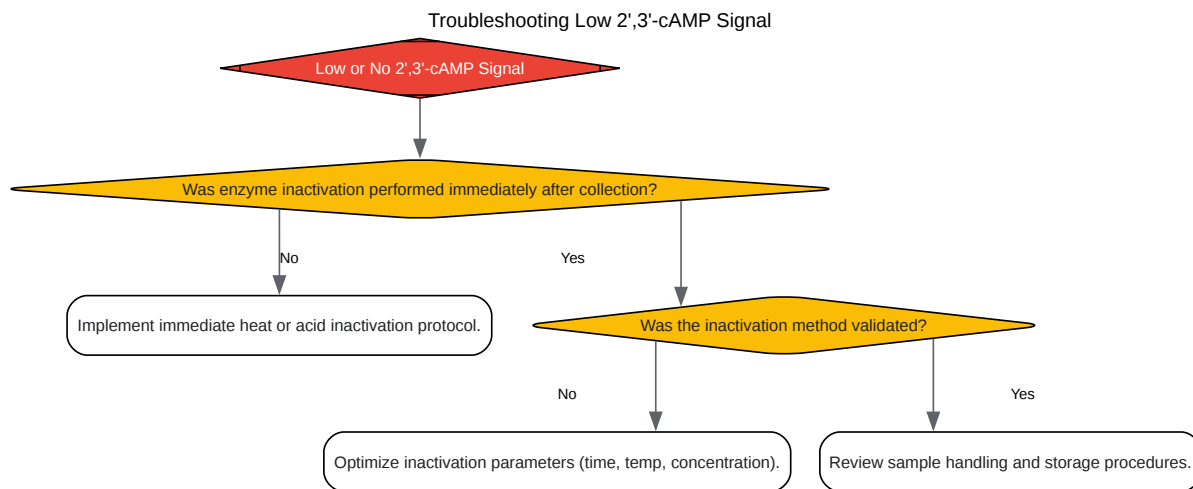 Troubleshooting Low 2',3'-cAMP Signal
Low or No 2',3'-cAMP Signal
Was enzyme inactivation performed immediately after collection?
No
Yes
Implement immediate heat or acid inactivation protocol.
Was the inactivation method validated?
No
Yes
Optimize inactivation parameters (time, temp, concentration).
Review sample handling and storage procedures.